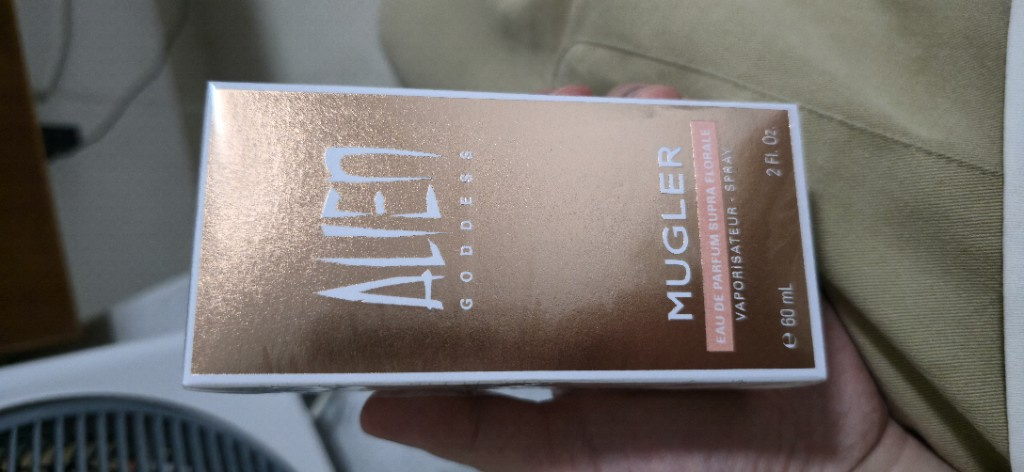 ALIEN
GODDESS
MUGLER
EAU DE PARFUM SUPRA FLORALE
VAPORISATEUR - SPRAY
℮ 60 mL 2 Fl. Oz.